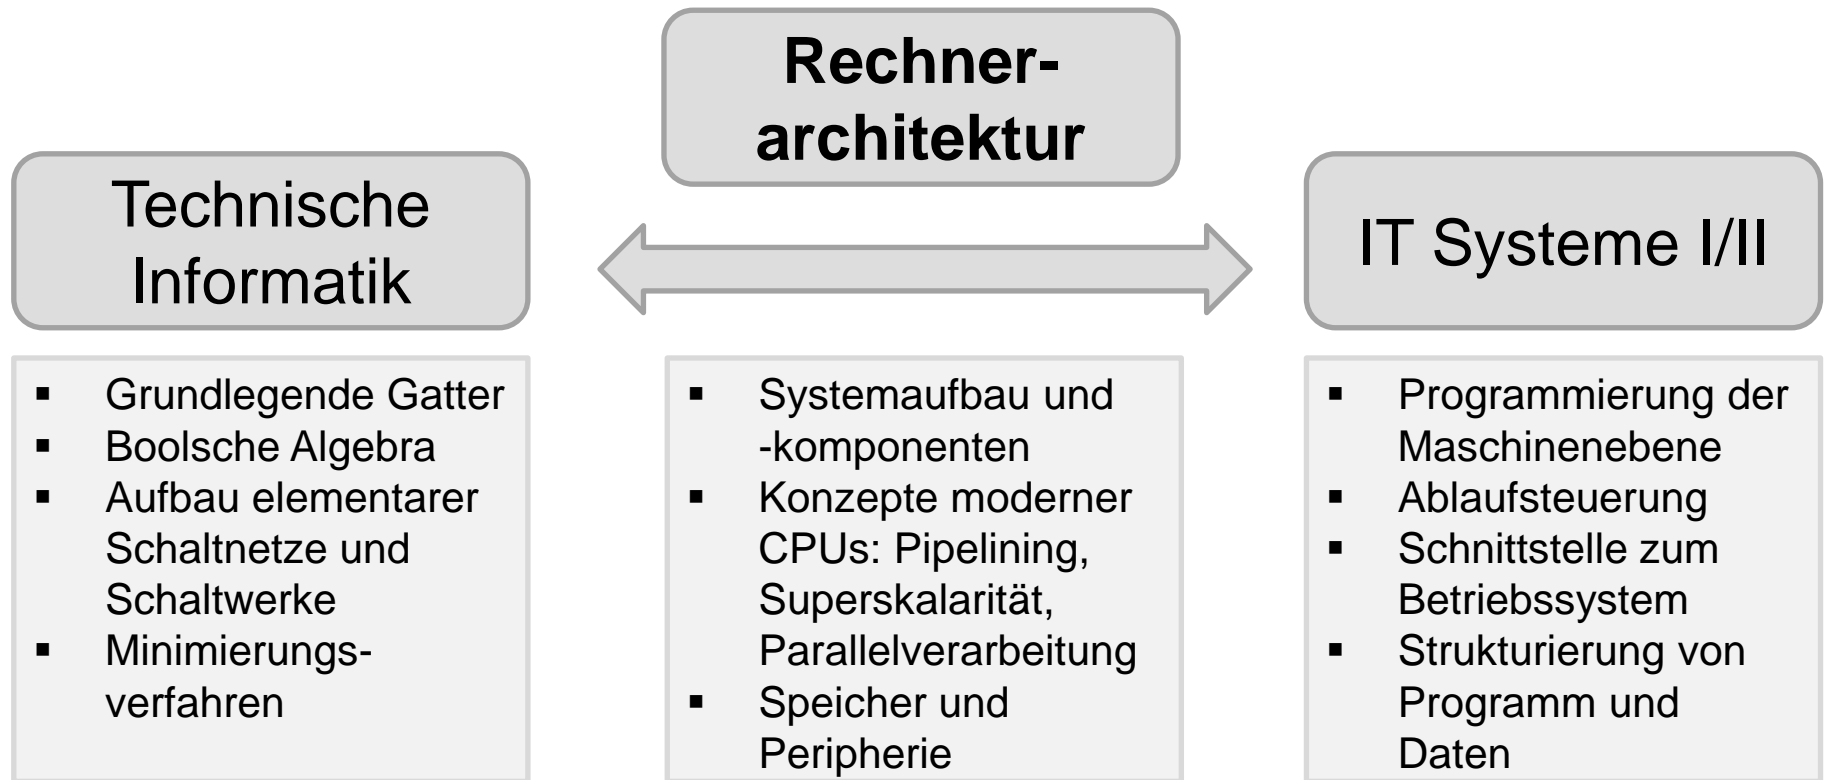 Rechner-
architektur
Technische
Informatik
IT Systeme I/II
▪ Grundlegende Gatter
▪ Boolsche Algebra
▪ Aufbau elementarer
Schaltnetze und
Schaltwerke
▪ Minimierungs-
verfahren
▪ Systemaufbau und
-komponenten
▪ Konzepte moderner
CPUs: Pipelining,
Superskalarität,
Parallelverarbeitung
▪ Speicher und
Peripherie
▪ Programmierung der
Maschinenebene
▪ Ablaufsteuerung
▪ Schnittstelle zum
Betriebssystem
▪ Strukturierung von
Programm und
Daten